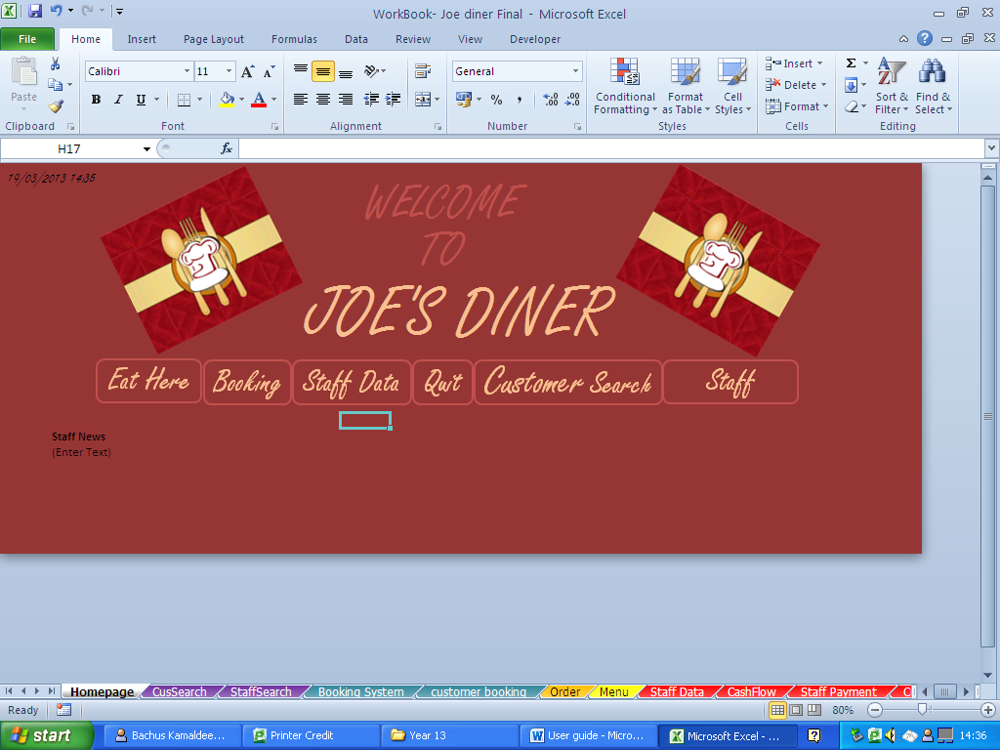 WorkBook- Joe diner Final - Microsoft Excel
File Home Insert Page Layout Formulas Data Review View Developer
Paste
Calibri 11
B I U A
General
% ,
Conditional Formatting
Format as Table
Cell Styles
Insert
Delete
Format
Σ
Sort & Filter
Find & Select
Clipboard Font Alignment Number Styles Cells Editing
H17 fx
19/03/2013 14:35
WELCOME
TO
JOE'S DINER
Eat Here Booking Staff Data Quit Customer Search Staff
Staff News
(Enter Text)
Homepage CusSearch StaffSearch Booking System customer booking Order Menu Staff Data CashFlow Staff Payment C
Ready 80%
start Bachus Kamaldee... Printer Credit Year 13 User guide - Micro... Microsoft Excel - ... 14:36